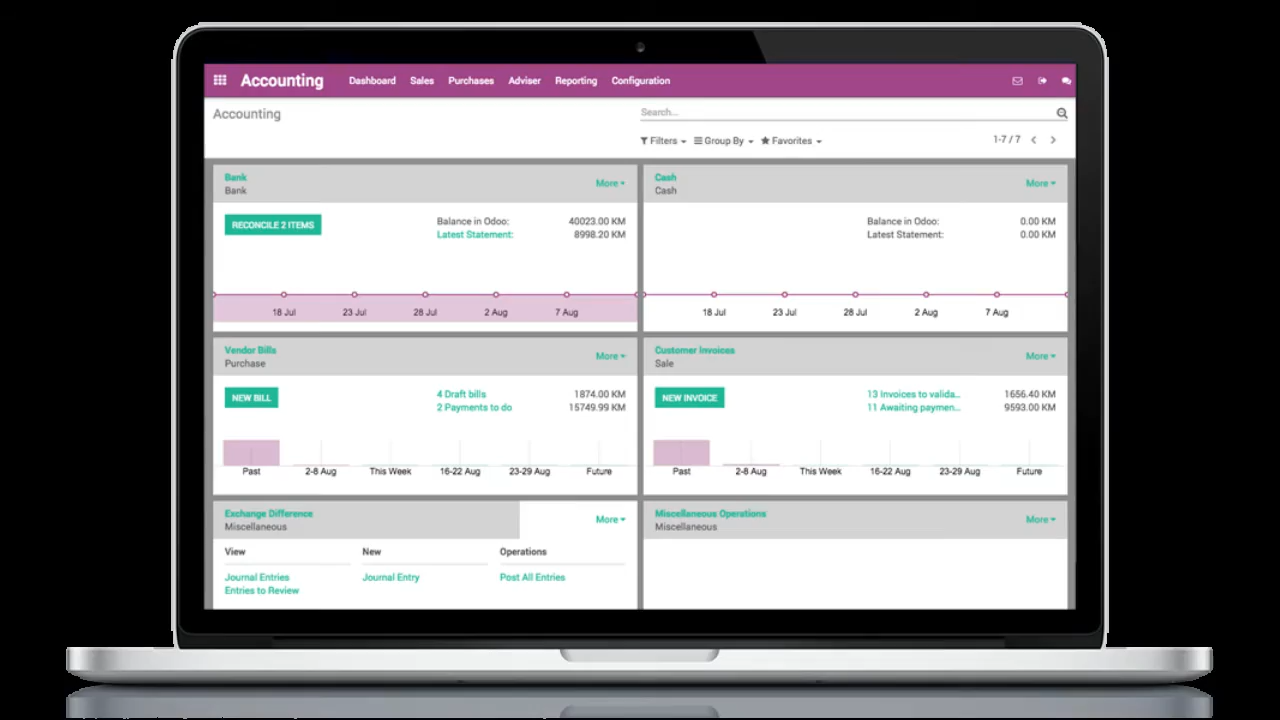 Accounting Dashboard Sales Purchases Adviser Reporting Configuration
Accounting
Search...
Filters Group By Favorites 1-7 / 7
Bank
Bank
More
RECONCILE 2 ITEMS
Balance in Odoo: 40023.00 KM
Latest Statement: 8998.20 KM
18 Jul 23 Jul 28 Jul 2 Aug 7 Aug
Cash
Cash
More
Balance in Odoo: 0.00 KM
Latest Statement: 0.00 KM
18 Jul 23 Jul 28 Jul 2 Aug 7 Aug
Vendor Bills
Purchase
More
NEW BILL
4 Draft bills 1874.00 KM
2 Payments to do 15749.99 KM
Past 2-8 Aug This Week 16-22 Aug 23-29 Aug Future
Customer Invoices
Sale
More
NEW INVOICE
13 Invoices to valida... 1656.40 KM
11 Awaiting paymen... 9593.00 KM
Past 2-8 Aug This Week 16-22 Aug 23-29 Aug Future
Exchange Difference
Miscellaneous
More
View New Operations
Journal Entries Journal Entry Post All Entries
Entries to Review
Miscellaneous Operations
Miscellaneous
More